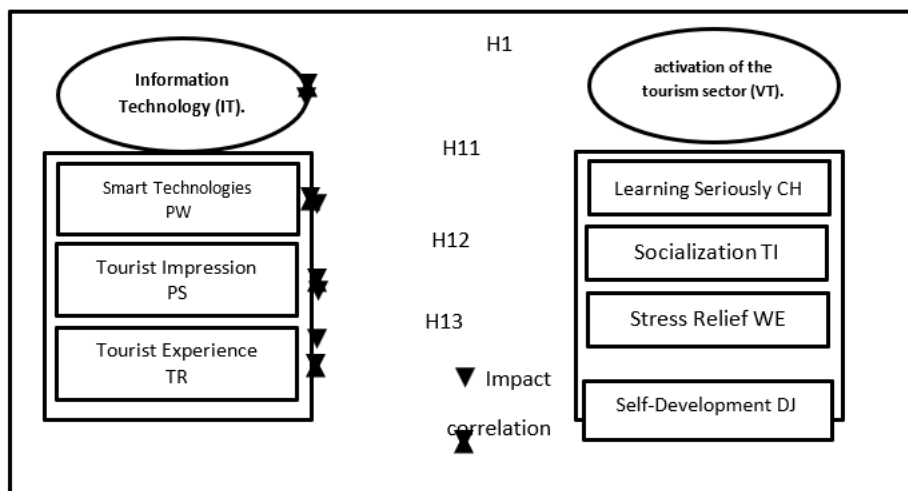 Information
Technology (IT).
H1
activation of the
tourism sector (VT).
H11
Smart Technologies
PW
Learning Seriously CH
H12
Tourist Impression
PS
Socialization TI
H13
Tourist Experience
TR
Stress Relief WE
Impact
Self-Development DJ
correlation